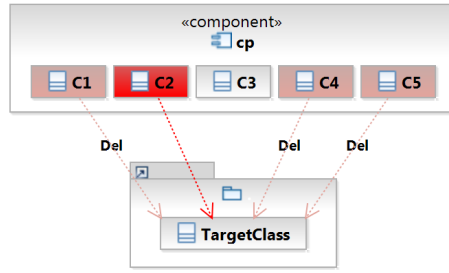 «component»
cp
C1 C2 C3 C4 C5
Del Del Del
TargetClass